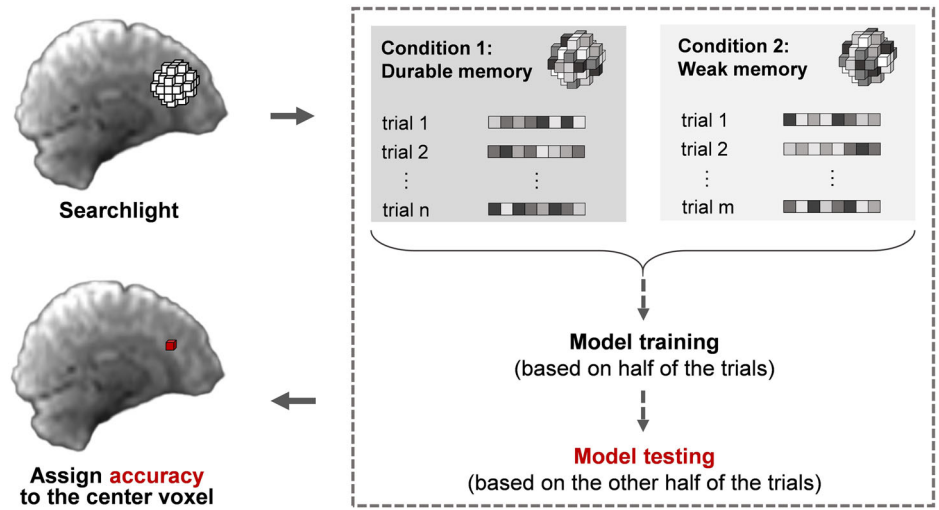 Searchlight
Condition 1:
Durable memory
trial 1
trial 2
⋮ ⋮
trial n
Condition 2:
Weak memory
trial 1
trial 2
⋮ ⋮
trial m
Model training
(based on half of the trials)
Model testing
(based on the other half of the trials)
Assign accuracy
to the center voxel